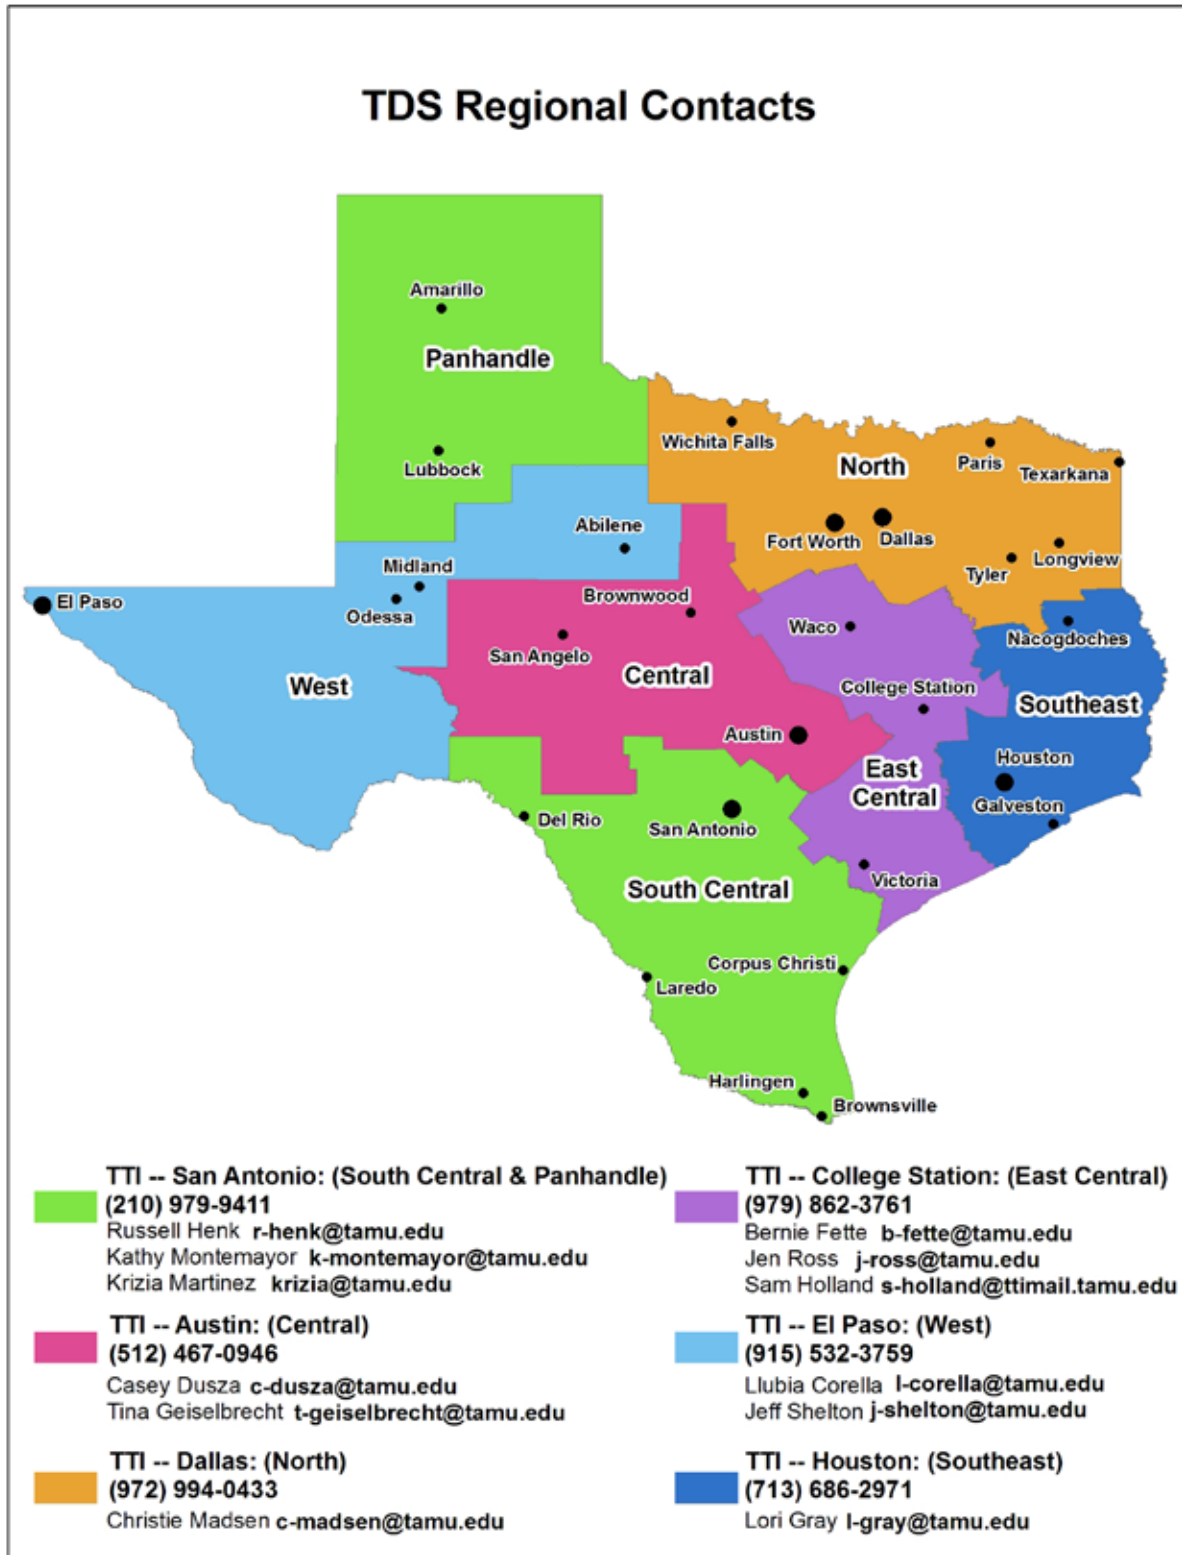 TDS Regional Contacts
Amarillo
Panhandle
Lubbock
Wichita Falls
North
Paris
Texarkana
Fort Worth
Dallas
Abilene
Longview
Tyler
Midland
Odessa
El Paso
Brownwood
San Angelo
Waco
Nacogdoches
West
Central
College Station
Southeast
Austin
Houston
East
Central
Galveston
Del Rio
San Antonio
South Central
Victoria
Corpus Christi
Laredo
Harlingen
Brownsville
TTI -- San Antonio: (South Central & Panhandle)
(210) 979-9411
Russell Henk r-henk@tamu.edu
Kathy Montemayor k-montemayor@tamu.edu
Krizia Martinez krizia@tamu.edu
TTI -- Austin: (Central)
(512) 467-0946
Casey Dusza c-dusza@tamu.edu
Tina Geiselbrecht t-geiselbrecht@tamu.edu
TTI -- Dallas: (North)
(972) 994-0433
Christie Madsen c-madsen@tamu.edu
TTI -- College Station: (East Central)
(979) 862-3761
Bernie Fette b-fette@tamu.edu
Jen Ross j-ross@tamu.edu
Sam Holland s-holland@ttimail.tamu.edu
TTI -- El Paso: (West)
(915) 532-3759
Llubia Corella l-corella@tamu.edu
Jeff Shelton j-shelton@tamu.edu
TTI -- Houston: (Southeast)
(713) 686-2971
Lori Gray l-gray@tamu.edu